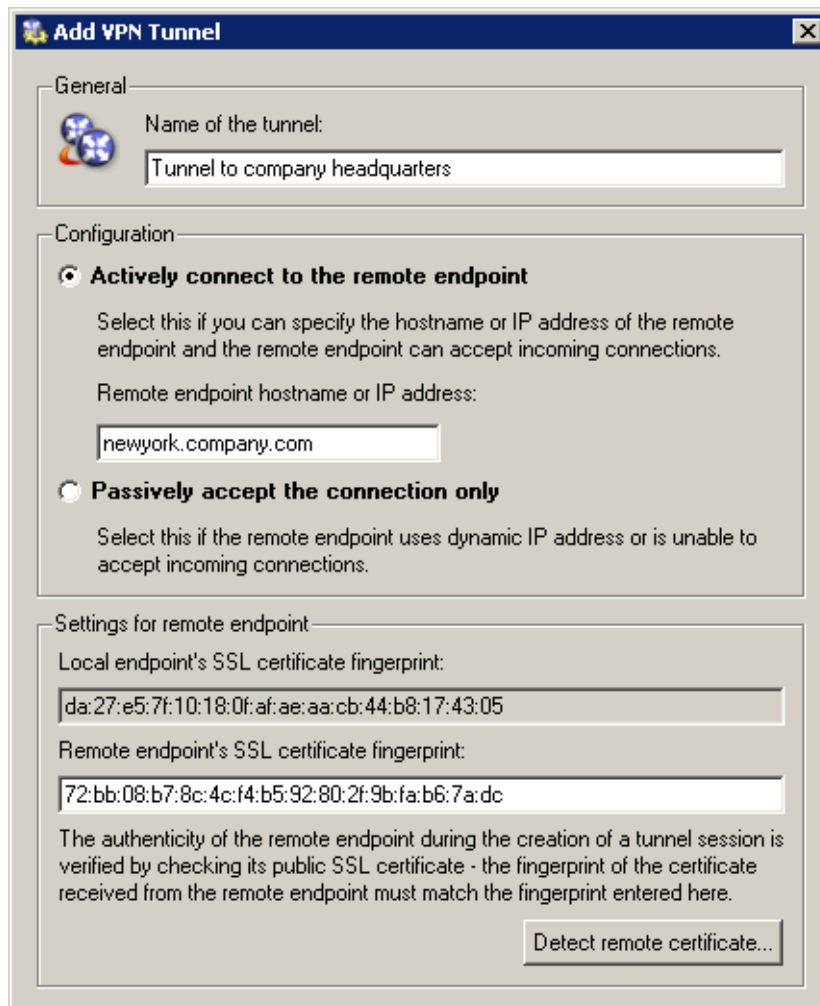 Add VPN Tunnel
General
Name of the tunnel:
Tunnel to company headquarters
Configuration
Actively connect to the remote endpoint
Select this if you can specify the hostname or IP address of the remote
endpoint and the remote endpoint can accept incoming connections.
Remote endpoint hostname or IP address:
newyork.company.com
Passively accept the connection only
Select this if the remote endpoint uses dynamic IP address or is unable to
accept incoming connections.
Settings for remote endpoint
Local endpoint's SSL certificate fingerprint:
da:27:e5:7f:10:18:0f:af:ae:aa:cb:44:b8:17:43:05
Remote endpoint's SSL certificate fingerprint:
72:bb:08:b7:8c:4c:f4:b5:92:80:2f:9b:fa:b6:7a:dc
The authenticity of the remote endpoint during the creation of a tunnel session is
verified by checking its public SSL certificate - the fingerprint of the certificate
received from the remote endpoint must match the fingerprint entered here.
Detect remote certificate...